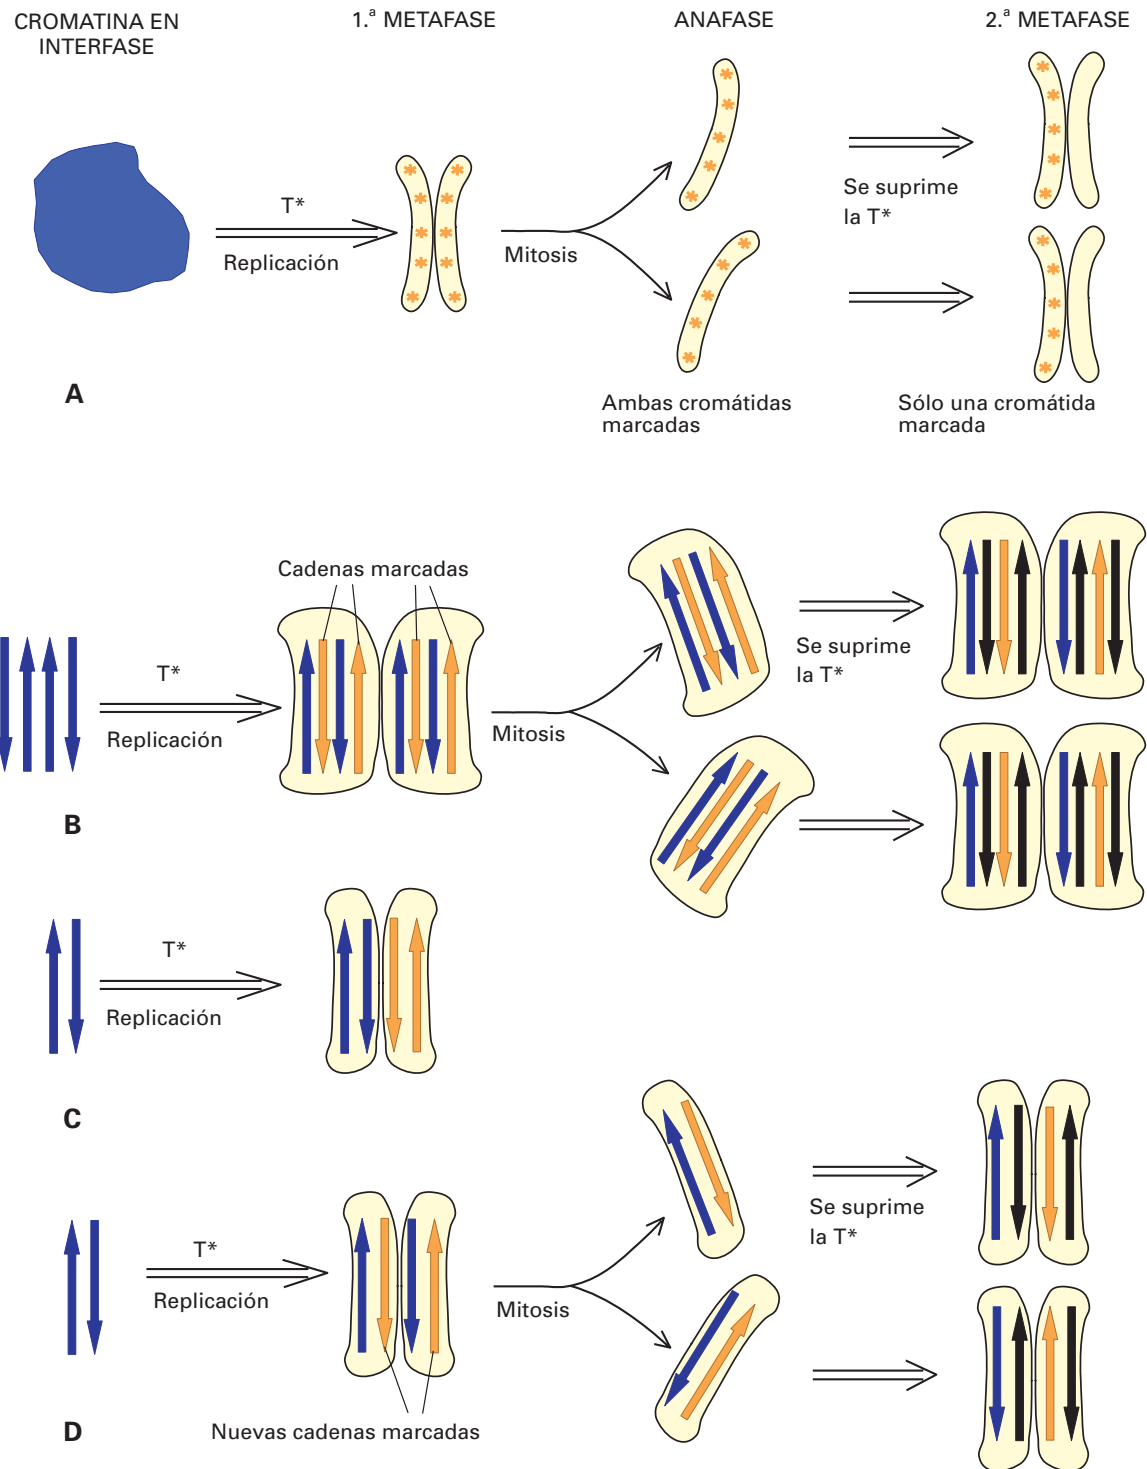 CROMATINA EN
INTERFASE
1.ª METAFASE
ANAFASE
2.ª METAFASE
T*
Replicación
Mitosis
Se suprime
la T*
A
Ambas cromátidas
marcadas
Sólo una cromátida
marcada
Cadenas marcadas
T*
Replicación
Mitosis
Se suprime
la T*
B
T*
Replicación
C
T*
Replicación
Mitosis
Se suprime
la T*
Nuevas cadenas marcadas
D